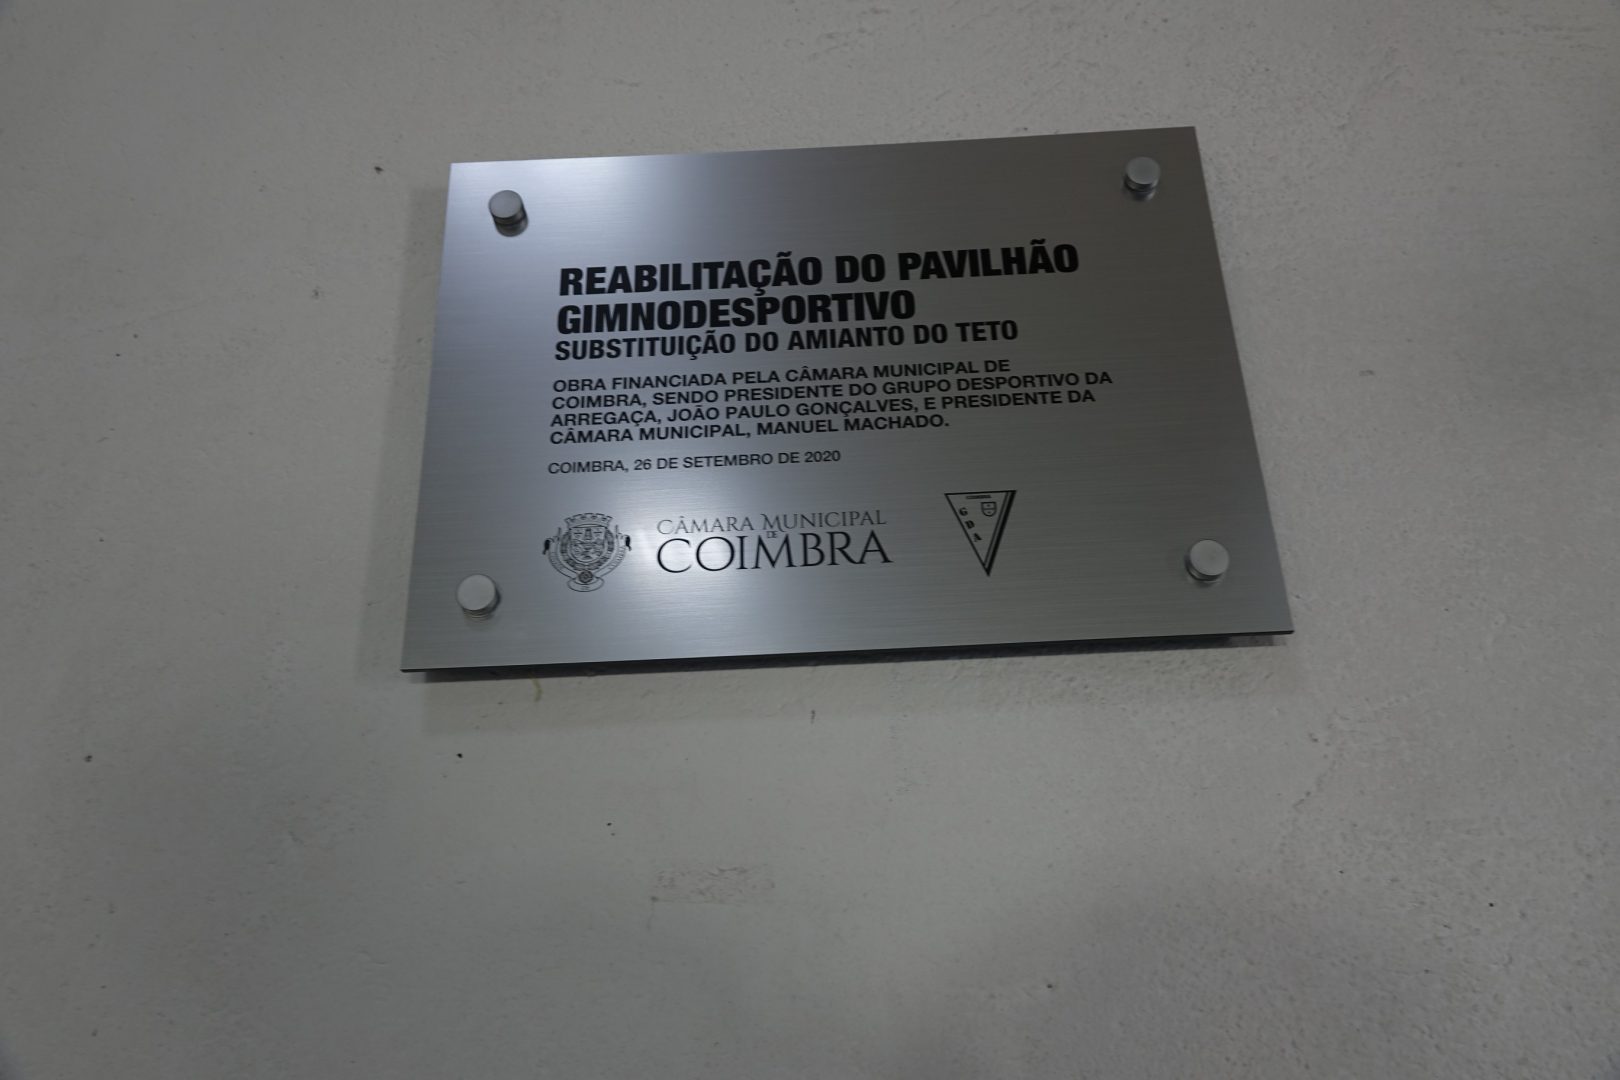 REABILITAÇÃO DO PAVILHÃO
GIMNODESPORTIVO
SUBSTITUIÇÃO DO AMIANTO DO TETO
OBRA FINANCIADA PELA CÂMARA MUNICIPAL DE
COIMBRA, SENDO PRESIDENTE DO GRUPO DESPORTIVO DA
ARREGAÇA, JOÃO PAULO GONÇALVES, E PRESIDENTE DA
CÂMARA MUNICIPAL, MANUEL MACHADO.
COIMBRA, 26 DE SETEMBRO DE 2020
CÂMARA MUNICIPAL
DE
COIMBRA
COIMBRA
G D A